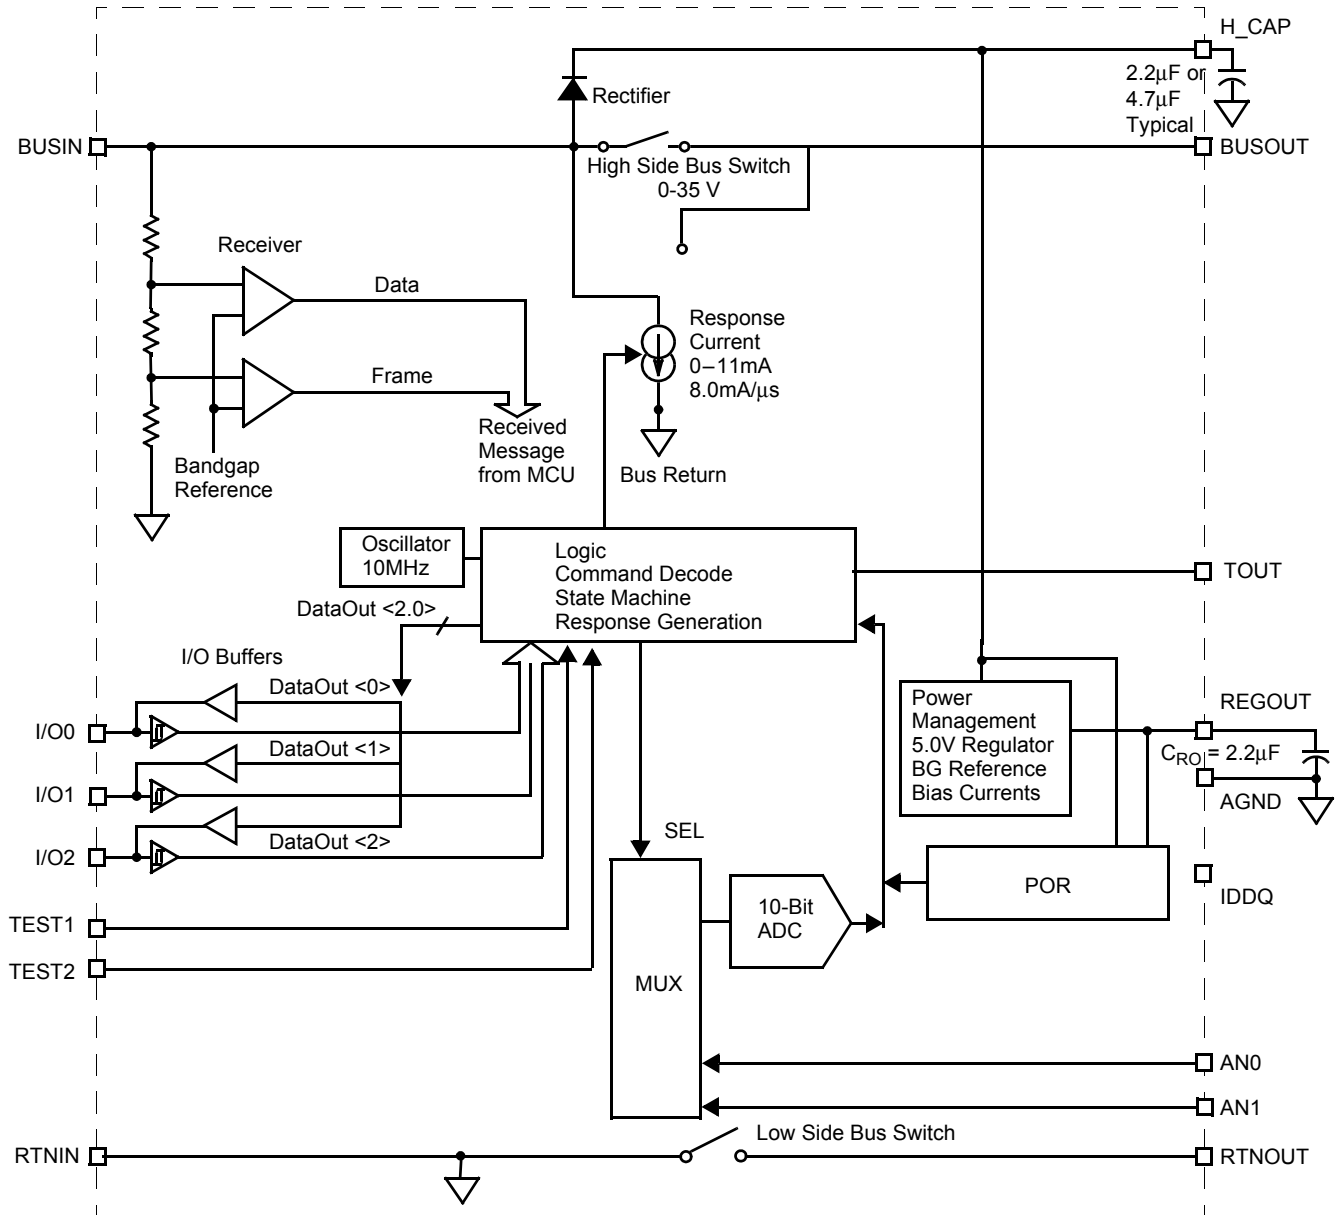 H_CAP
2.2μF or
4.7μF
Typical
Rectifier
BUSIN
BUSOUT
High Side Bus Switch
0-35 V
Receiver
Data
Response
Current
0–11mA
8.0mA/μs
Frame
Received
Message
from MCU
Bandgap
Reference
Bus Return
Oscillator
10MHz
Logic
Command Decode
State Machine
Response Generation
TOUT
DataOut <2.0>
I/O Buffers
DataOut <0>
I/O0
DataOut <1>
I/O1
DataOut <2>
I/O2
Power
Management
5.0V Regulator
BG Reference
Bias Currents
REGOUT
CRO = 2.2μF
AGND
SEL
POR
IDDQ
10-Bit
ADC
TEST1
TEST2
MUX
AN0
AN1
Low Side Bus Switch
RTNIN
RTNOUT